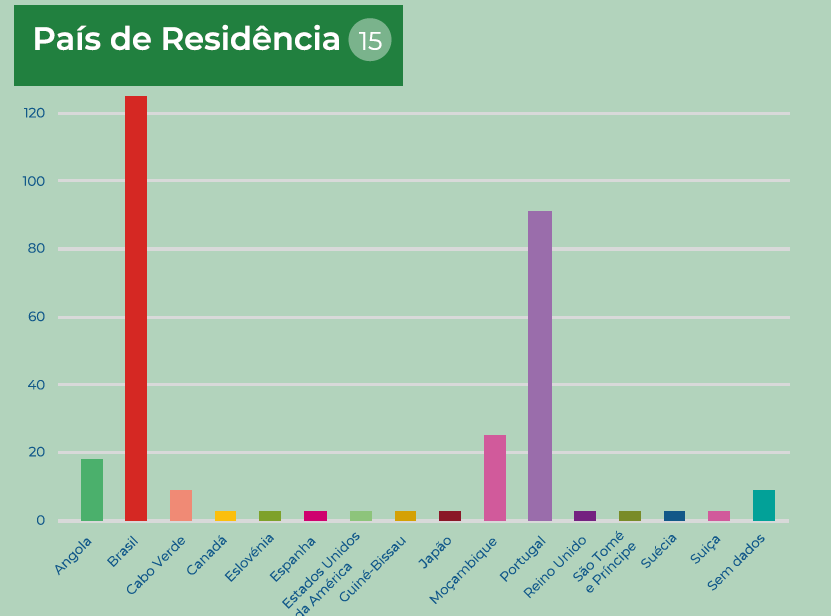 País de Residência 15
120
100
80
60
40
20
0
Angola
Brasil
Cabo Verde
Canadá
Eslovénia
Espanha
Estados Unidos
da América
Guiné-Bissau
Japão
Moçambique
Portugal
Reino Unido
São Tomé
e Príncipe
Suécia
Suiça
Sem dados